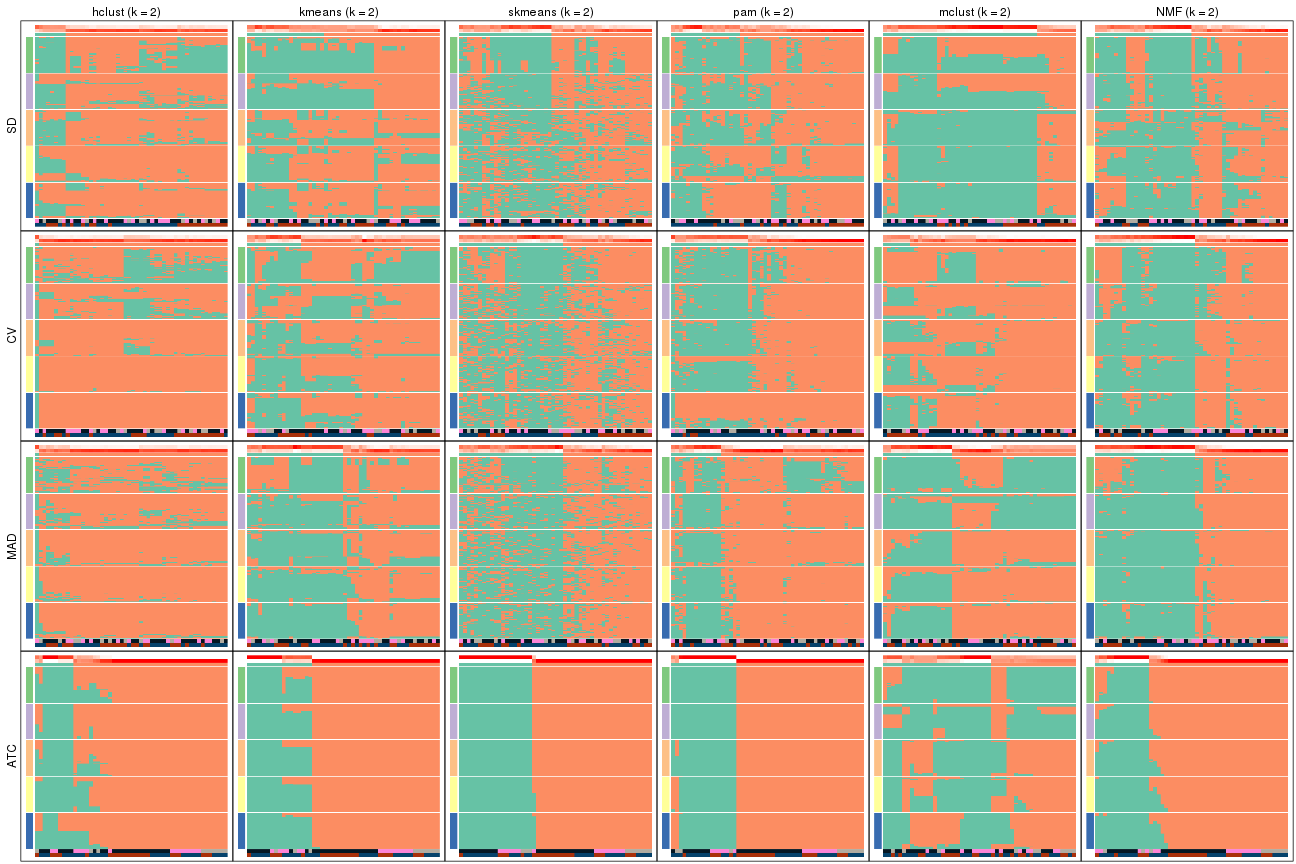 hclust (k = 2)
kmeans (k = 2)
skmeans (k = 2)
pam (k = 2)
mclust (k = 2)
NMF (k = 2)
SD
CV
MAD
ATC